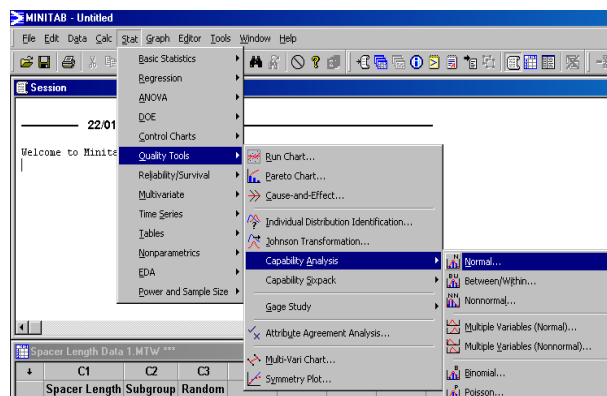 MINITAB - Untitled
File Edit Data Calc Stat Graph Editor Tools Window Help
Session
22/01
Welcome to Minita
Basic Statistics
Regression
ANOVA
DOE
Control Charts
Quality Tools
Reliability/Survival
Multivariate
Time Series
Tables
Nonparametrics
EDA
Power and Sample Size
Run Chart...
Pareto Chart...
Cause-and-Effect...
Individual Distribution Identification...
Johnson Transformation...
Capability Analysis
Capability Sixpack
Gage Study
Attribute Agreement Analysis...
Multi-Vari Chart...
Symmetry Plot...
Normal...
Between/Within...
Nonnormal...
Multiple Variables (Normal)...
Multiple Variables (Nonnormal)...
Binomial...
Poisson...
Spacer Length Data 1.MTW ***
C1 C2 C3
Spacer Length Subgroup Random